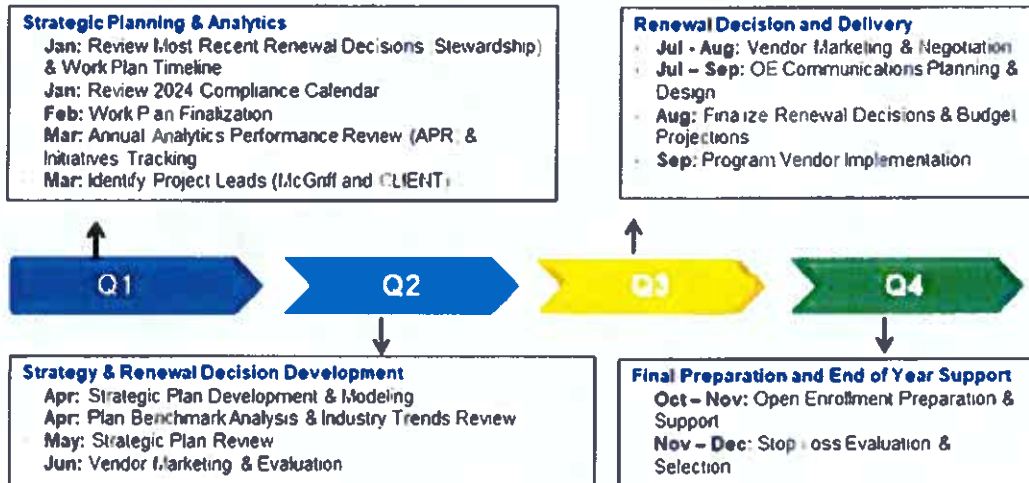 Strategic Planning & Analytics
Jan: Review Most Recent Renewal Decisions Stewardship)
& Work Plan Timeline
Jan: Review 2024 Compliance Calendar
Feb: Work Plan Finalization
Mar: Annual Analytics Performance Review (APR) &
Initiatives Tracking
Mar: Identify Project Leads (McGriff and CLIENT)
Renewal Decision and Delivery
Jul - Aug: Vendor Marketing & Negotiation
Jul – Sep: OE Communications Planning &
Design
Aug: Finalize Renewal Decisions & Budget
Projections
Sep: Program Vendor Implementation
Q1
Q2
Q3
Q4
Strategy & Renewal Decision Development
Apr: Strategic Plan Development & Modeling
Apr: Plan Benchmark Analysis & Industry Trends Review
May: Strategic Plan Review
Jun: Vendor Marketing & Evaluation
Final Preparation and End of Year Support
Oct – Nov: Open Enrollment Preparation &
Support
Nov – Dec: Stop Loss Evaluation &
Selection